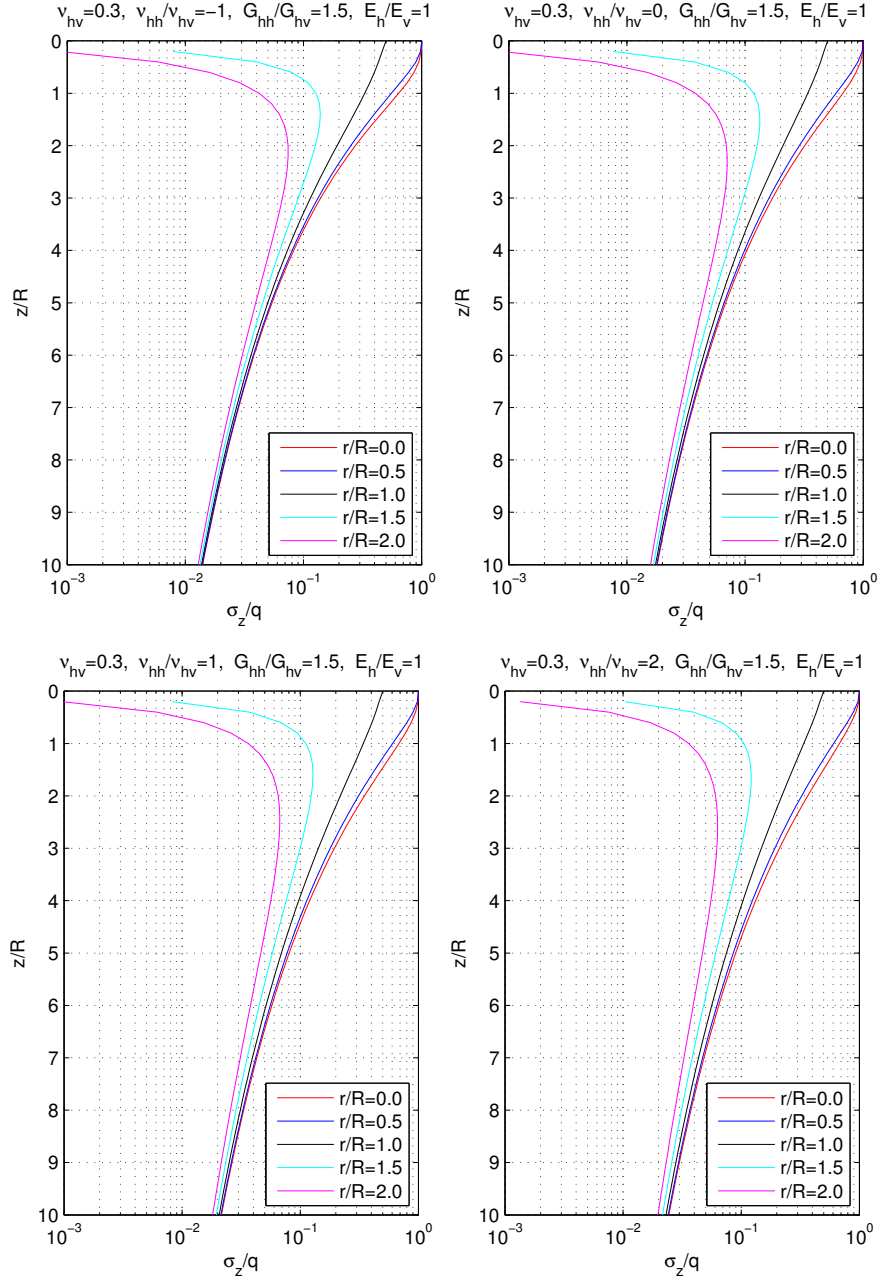 ν_hv=0.3, ν_hh/ν_hv=−1, G_hh/G_hv=1.5, E_h/E_v=1
0
1
2
3
4
5
6
7
8
9
10
z/R
r/R=0.0
r/R=0.5
r/R=1.0
r/R=1.5
r/R=2.0
10^−3 10^−2 10^−1 10^0
σ_z/q
ν_hv=0.3, ν_hh/ν_hv=0, G_hh/G_hv=1.5, E_h/E_v=1
0
1
2
3
4
5
6
7
8
9
10
z/R
r/R=0.0
r/R=0.5
r/R=1.0
r/R=1.5
r/R=2.0
10^−3 10^−2 10^−1 10^0
σ_z/q
ν_hv=0.3, ν_hh/ν_hv=1, G_hh/G_hv=1.5, E_h/E_v=1
0
1
2
3
4
5
6
7
8
9
10
z/R
r/R=0.0
r/R=0.5
r/R=1.0
r/R=1.5
r/R=2.0
10^−3 10^−2 10^−1 10^0
σ_z/q
ν_hv=0.3, ν_hh/ν_hv=2, G_hh/G_hv=1.5, E_h/E_v=1
0
1
2
3
4
5
6
7
8
9
10
z/R
r/R=0.0
r/R=0.5
r/R=1.0
r/R=1.5
r/R=2.0
10^−3 10^−2 10^−1 10^0
σ_z/q